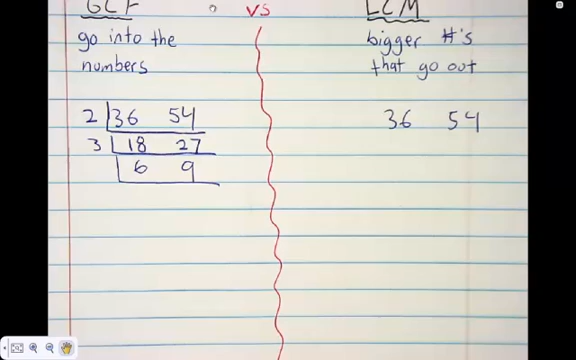 GCF vs LCM
go into the
numbers
bigger #'s
that go out
2 36 54
3 18 27
6 9
36 54